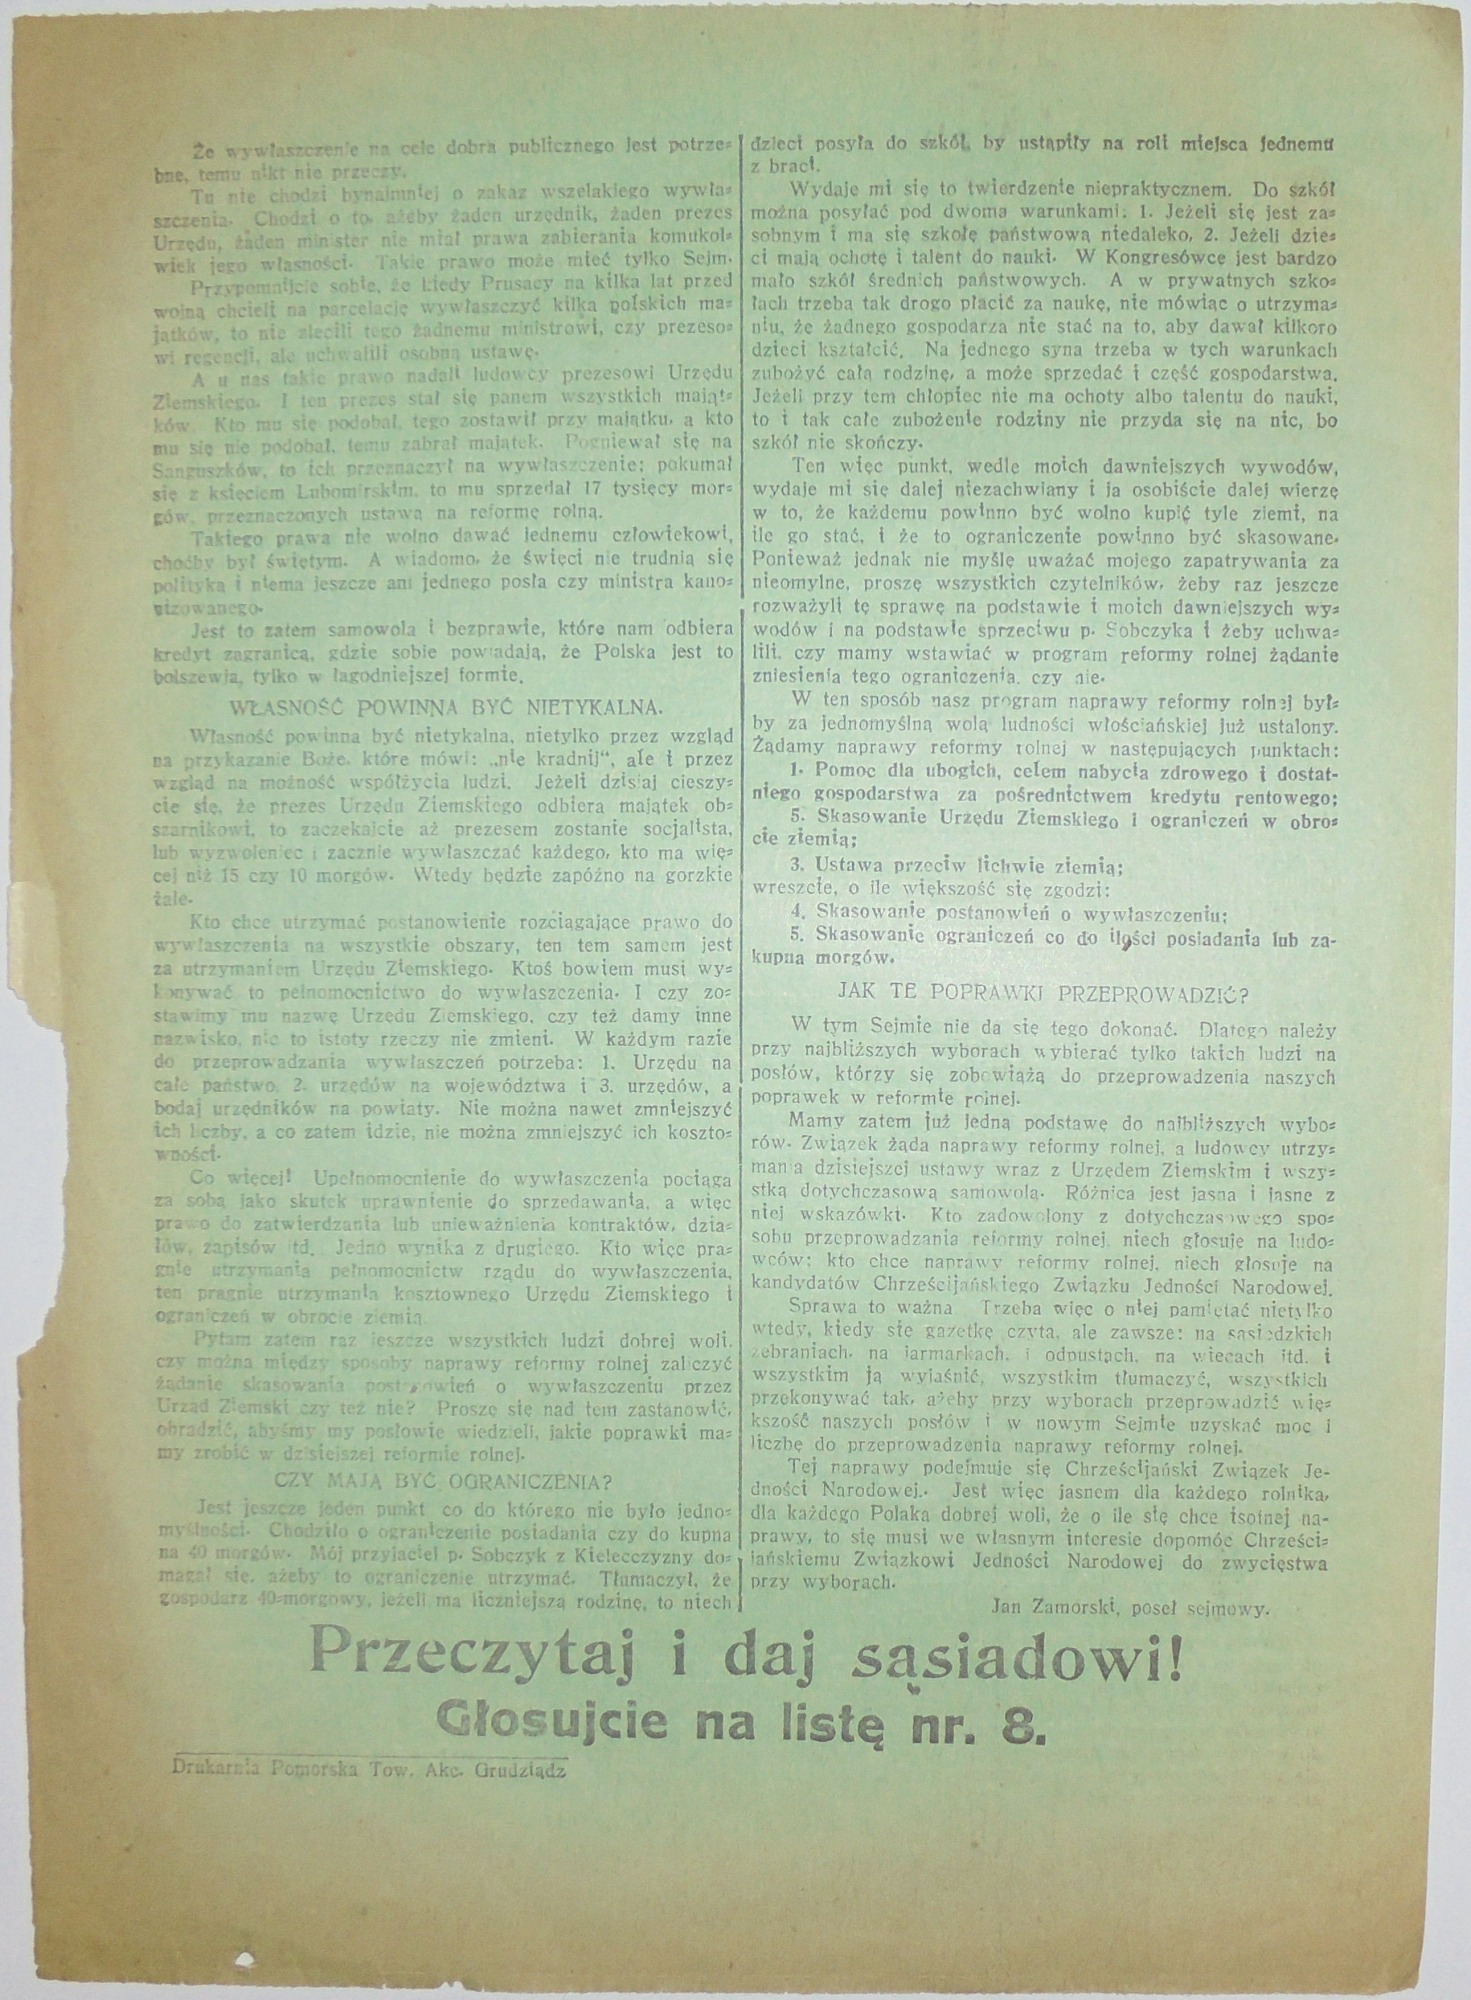 Że wywłaszczenie na cele dobra publicznego jest potrze=
bne, temu nikt nie przeczy.
Tu nie chodzi bynajmniej o zakaz wszelakiego wywła=
szczenia. Chodzi o to, ażeby żaden urzędnik, żaden prezes
Urzędu, żaden minister nie miał prawa zabierania komukol=
wiek jego własności. Takie prawo może mieć tylko Sejm.
Przypomnijcie sobie, że kiedy Prusacy na kilka lat przed
wojną chcieli na parcelację wywłaszczyć kilka polskich ma=
jątków, to nie zlecili tego żadnemu ministrowi, czy prezeso=
wi regencji, ale uchwalili osobną ustawę.
A u nas takie prawo nadali ludowcy prezesowi Urzędu
Ziemskiego. I ten prezes stał się panem wszystkich mająt=
ków. Kto mu się podobał, tego zostawił przy majątku, a kto
mu się nie podobał, temu zabrał majątek. Pogniewał się na
Sanguszków, to ich przeznaczył na wywłaszczenie; pokumał
się z księciem Lubomirskim, to mu sprzedał 17 tysięcy mor=
gów, przeznaczonych ustawą na reformę rolną.
Takiego prawa nie wolno dawać jednemu człowiekowi,
choćby był świętym. A wiadomo, że święci nie trudnią się
polityką i niema jeszcze ani jednego posła czy ministra kano=
nizowanego.
Jest to zatem samowola i bezprawie, które nam odbiera
kredyt zagranicą, gdzie sobie powiadają, że Polska jest to
bolszewja, tylko w łagodniejszej formie.
WŁASNOŚĆ POWINNA BYĆ NIETYKALNA.
Własność powinna być nietykalna, nietylko przez wzgląd
na przykazanie Boże, które mówi: „nie kradnij“, ale i przez
wzgląd na możność współżycia ludzi. Jeżeli dzisiaj cieszy=
cie się, że prezes Urzędu Ziemskiego odbiera majątek ob=
szarnikowi, to zaczekajcie aż prezesem zostanie socjalista,
lub wyzwoleniec i zacznie wywłaszczać każdego, kto ma wię=
cej niż 15 czy 10 morgów. Wtedy będzie zapóźno na gorzkie
żale.
Kto chce utrzymać postanowienie rozciągające prawo do
wywłaszczenia na wszystkie obszary, ten tem samem jest
za utrzymaniem Urzędu Ziemskiego. Ktoś bowiem musi wy=
konywać to pełnomocnictwo do wywłaszczenia. I czy zo=
stawimy mu nazwę Urzędu Ziemskiego, czy też damy inne
nazwisko, nic to istoty rzeczy nie zmieni. W każdym razie
do przeprowadzania wywłaszczeń potrzeba: 1. Urzędu na
całe państwo, 2. urzędów na województwa i 3. urzędów, a
bodaj urzędników na powiaty. Nie można nawet zmniejszyć
ich liczby, a co zatem idzie, nie można zmniejszyć ich koszto=
wności.
Co więcej! Upełnomocnienie do wywłaszczenia pociąga
za sobą jako skutek uprawnienie do sprzedawania, a więc
prawo do zatwierdzania lub unieważnienia kontraktów, dzia=
łów, zapisów itd. Jedno wynika z drugiego. Kto więc pra=
gnie utrzymania pełnomocnictw rządu do wywłaszczenia,
ten pragnie utrzymania kosztownego Urzędu Ziemskiego i
ograniczeń w obrocie ziemią.
Pytam zatem raz jeszcze wszystkich ludzi dobrej woli,
czy można między sposoby naprawy reformy rolnej zaliczyć
żądanie skasowania postanowień o wywłaszczeniu przez
Urząd Ziemski czy też nie? Proszę się nad tem zastanowić,
obradzić, abyśmy my posłowie wiedzieli, jakie poprawki ma=
my zrobić w dzisiejszej reformie rolnej.
CZY MAJĄ BYĆ OGRANICZENIA?
Jest jeszcze jeden punkt co do którego nie było jedno=
myślności. Chodziło o ograniczenie posiadania czy do kupna
na 40 morgów. Mój przyjaciel p. Sobczyk z Kielecczyzny do=
magał się, ażeby to ograniczenie utrzymać. Tłumaczył, że
gospodarz 40=morgowy, jeżeli ma liczniejszą rodzinę, to niech
dzieci posyła do szkół, by ustąpiły na roli miejsca jednemu
z braci.
Wydaje mi się to twierdzenie niepraktycznem. Do szkół
można posyłać pod dwoma warunkami: 1. Jeżeli się jest za=
sobnym i ma się szkołę państwową niedaleko, 2. Jeżeli dzie=
ci mają ochotę i talent do nauki. W Kongresówce jest bardzo
mało szkół średnich państwowych. A w prywatnych szko=
łach trzeba tak drogo płacić za naukę, nie mówiąc o utrzyma=
niu, że żadnego gospodarza nie stać na to, aby dawał kilkoro
dzieci kształcić. Na jednego syna trzeba w tych warunkach
zubożyć całą rodzinę, a może sprzedać i część gospodarstwa.
Jeżeli przy tem chłopiec nie ma ochoty albo talentu do nauki,
to i tak całe zubożenie rodziny nie przyda się na nic, bo
szkół nie skończy.
Ten więc punkt, wedle moich dawniejszych wywodów,
wydaje mi się dalej niezachwiany i ja osobiście dalej wierzę
w to, że każdemu powinno być wolno kupić tyle ziemi, na
ile go stać, i że to ograniczenie powinno być skasowane.
Ponieważ jednak nie myślę uważać mojego zapatrywania za
nieomylne, proszę wszystkich czytelników, żeby raz jeszcze
rozważyli tę sprawę na podstawie i moich dawniejszych wy=
wodów i na podstawie sprzeciwu p. Sobczyka i żeby uchwa=
lili, czy mamy wstawiać w program reformy rolnej żądanie
zniesienia tego ograniczenia, czy nie.
W ten sposób nasz program naprawy reformy rolnej był=
by za jednomyślną wolą ludności włościańskiej już ustalony.
Żądamy naprawy reformy rolnej w następujących punktach:
1. Pomoc dla ubogich, celem nabycia zdrowego i dostat-
niego gospodarstwa za pośrednictwem kredytu rentowego;
5. Skasowanie Urzędu Ziemskiego i ograniczeń w obro=
cie ziemią;
3. Ustawa przeciw lichwie ziemią;
wreszcie, o ile większość się zgodzi:
4. Skasowanie postanowień o wywłaszczeniu;
5. Skasowanie ograniczeń co do ilości posiadania lub za-
kupna morgów.
JAK TE POPRAWKI PRZEPROWADZIĆ?
W tym Sejmie nie da się tego dokonać. Dlatego należy
przy najbliższych wyborach wybierać tylko takich ludzi na
posłów, którzy się zobowiążą do przeprowadzenia naszych
poprawek w reformie rolnej.
Mamy zatem już jedną podstawę do najbliższych wybo=
rów. Związek żąda naprawy reformy rolnej, a ludowcy utrzy=
mania dzisiejszej ustawy wraz z Urzędem Ziemskim i wszy=
stką dotychczasową samowolą. Różnica jest jasna i jasne z
niej wskazówki. Kto zadowolony z dotychczasowego spo=
sobu przeprowadzania reformy rolnej, niech głosuje na ludo=
wców; kto chce naprawy reformy rolnej, niech głosuje na
kandydatów Chrześcijańskiego Związku Jedności Narodowej.
Sprawa to ważna Trzeba więc o niej pamiętać nietylko
wtedy, kiedy się gazetkę czyta, ale zawsze: na sąsiedzkich
zebraniach, na jarmarkach, i odpustach, na wiecach itd. i
wszystkim ją wyjaśnić, wszystkim tłumaczyć, wszystkich
przekonywać tak, ażeby przy wyborach przeprowadzić wię=
kszość naszych posłów i w nowym Sejmie uzyskać moc i
liczbę do przeprowadzenia naprawy reformy rolnej.
Tej naprawy podejmuje się Chrześcijański Związek Je-
dności Narodowej.. Jest więc jasnem dla każdego rolnika,
dla każdego Polaka dobrej woli, że o ile się chce istotnej na-
prawy, to się musi we własnym interesie dopomóc Chrześci=
jańskiemu Związkowi Jedności Narodowej do zwycięstwa
przy wyborach.
Jan Zamorski, poseł sejmowy.
Przeczytaj i daj sąsiadowi!
Głosujcie na listę nr. 8.
Drukarnia Pomorska Tow. Akc. Grudziądz